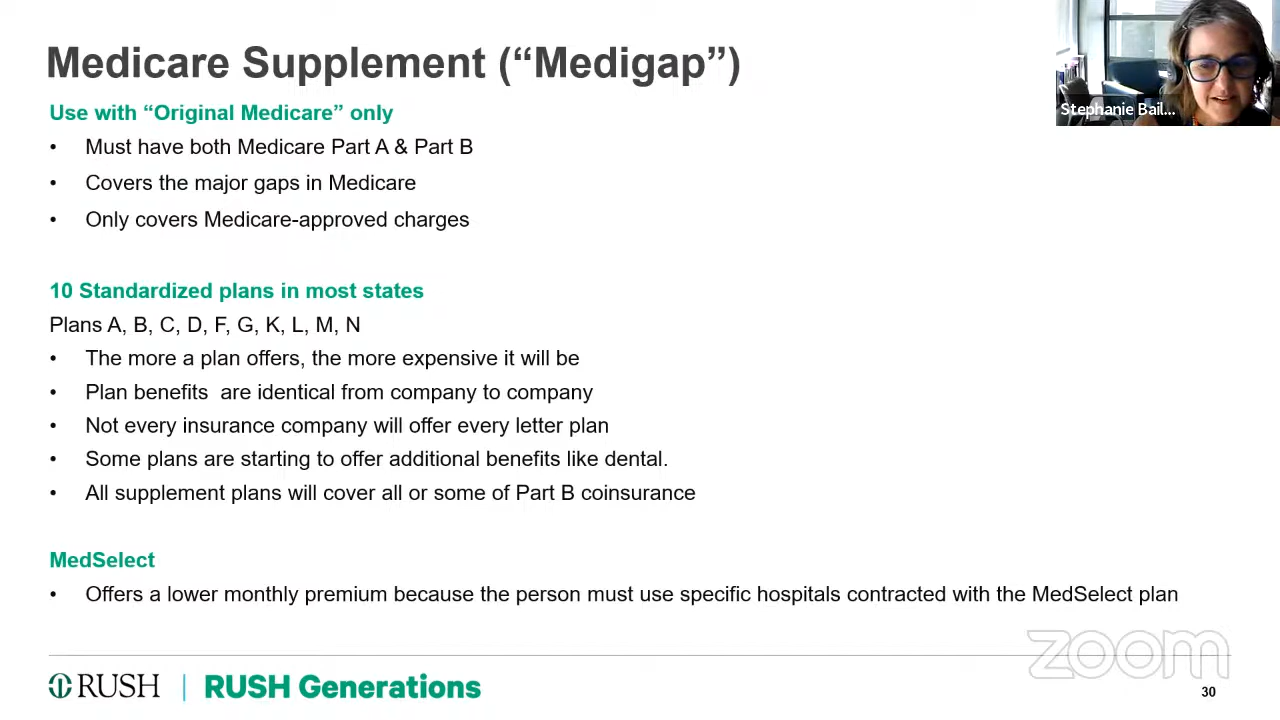 Medicare Supplement (“Medigap”)
Stephanie Bail...
Use with “Original Medicare” only
• Must have both Medicare Part A & Part B
• Covers the major gaps in Medicare
• Only covers Medicare-approved charges
10 Standardized plans in most states
Plans A, B, C, D, F, G, K, L, M, N
• The more a plan offers, the more expensive it will be
• Plan benefits  are identical from company to company
• Not every insurance company will offer every letter plan
• Some plans are starting to offer additional benefits like dental.
• All supplement plans will cover all or some of Part B coinsurance
MedSelect
• Offers a lower monthly premium because the person must use specific hospitals contracted with the MedSelect plan
zoom
RUSH | RUSH Generations
30